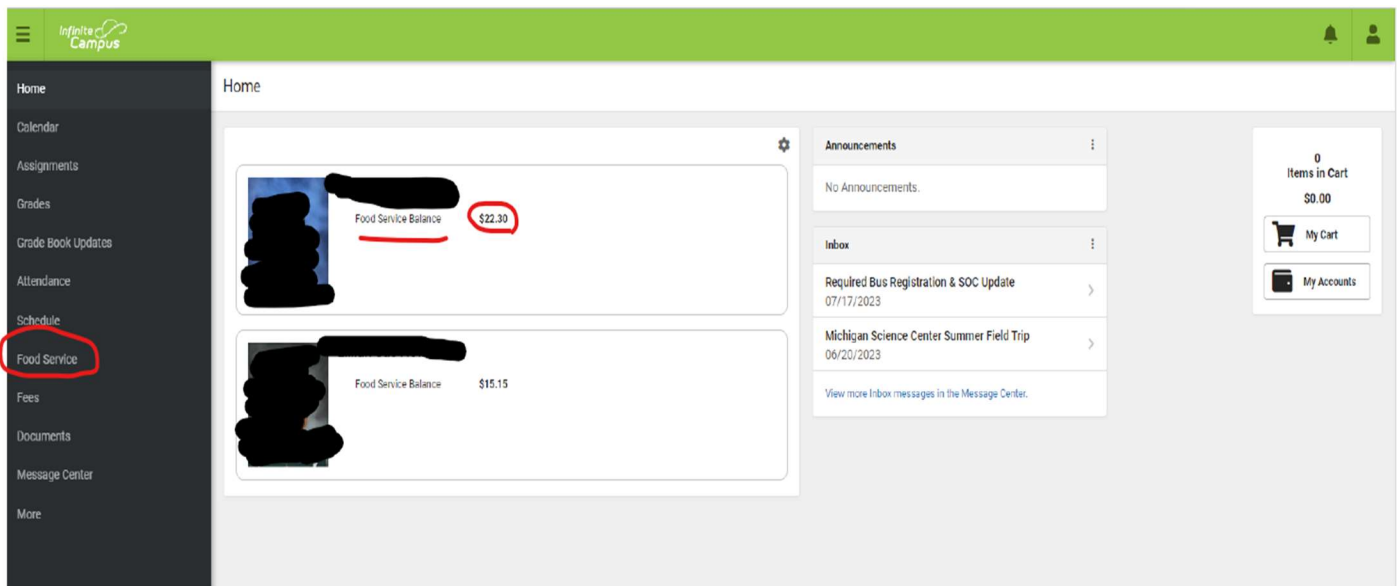 Infinite
Campus
Home
Calendar
Assignments
Grades
Grade Book Updates
Attendance
Schedule
Food Service
Fees
Documents
Message Center
More
Home
Food Service Balance $22.30
Food Service Balance $15.15
Announcements
No Announcements.
Inbox
Required Bus Registration & SOC Update
07/17/2023
Michigan Science Center Summer Field Trip
06/20/2023
View more Inbox messages in the Message Center.
0
Items in Cart
$0.00
My Cart
My Accounts